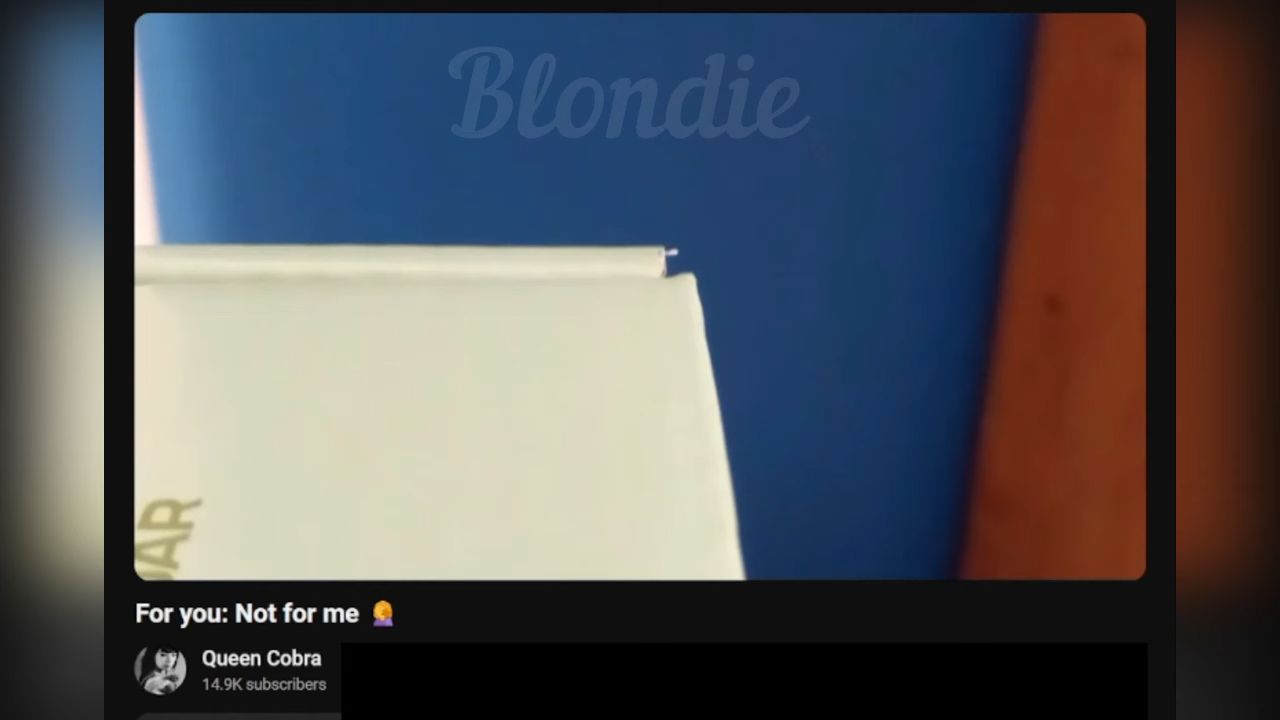 Blondie
AR
For you: Not for me 🤦‍♀️
Queen Cobra
14.9K subscribers